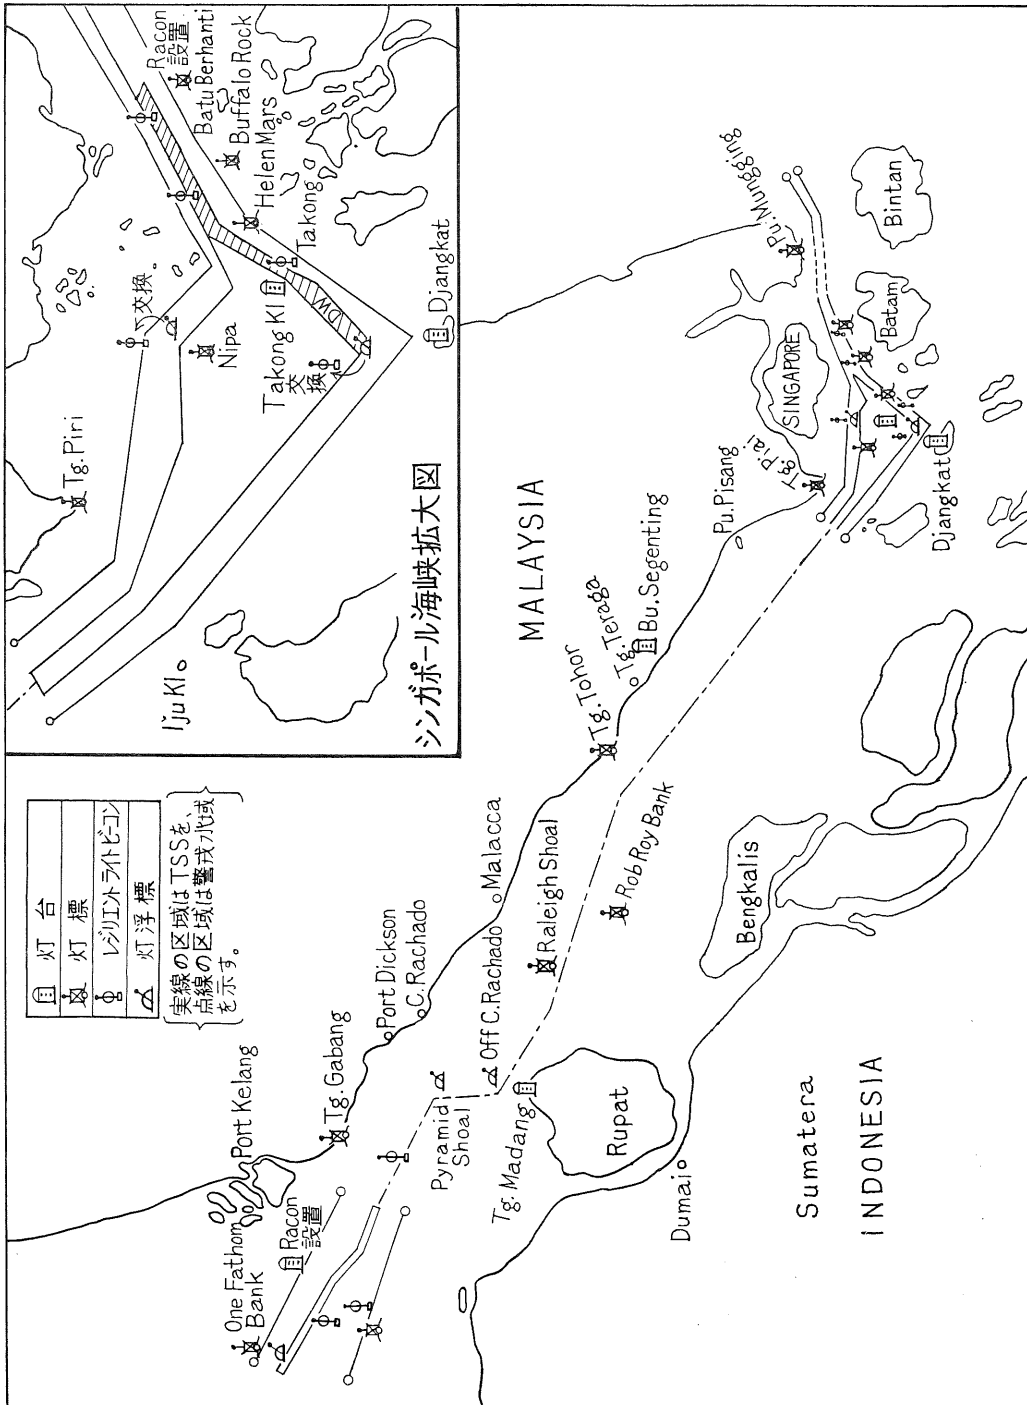 シンガポール海峡拡大図
Racon
設置
Batu Berhanti
Buffalo Rock
Helen Mars
Takong
Takong Kl
交換
DW
Djangkat
交換
Nipa
Tg. Piri
Iju Kl
灯台
灯標
レジリエントライトビーコン
灯浮標
実線の区域はTSSを、
点線の区域は警戒水域
を示す。
One Fathom
Bank
Port Kelang
Racon
設置
Tg. Gabang
Port Dickson
C. Rachado
Pyramid
Shoal
Off C. Rachado
Malacca
Tg. Madang
Raleigh Shoal
Rob Roy Bank
Tg. Tohor
Tg. Teraga
Bu. Segenting
MALAYSIA
Pu. Pisang
Tg. Piai
SINGAPORE
Pu. Mungging
Bintan
Batam
Djangkat
Bengkalis
Rupat
Dumai
Sumatera
INDONESIA